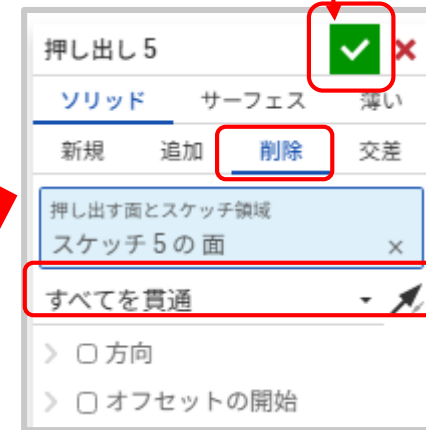 押し出し 5
ソリッド サーフェス 薄い
新規 追加 削除 交差
押し出す面とスケッチ領域
スケッチ 5 の 面
すべてを貫通
方向
オフセットの開始